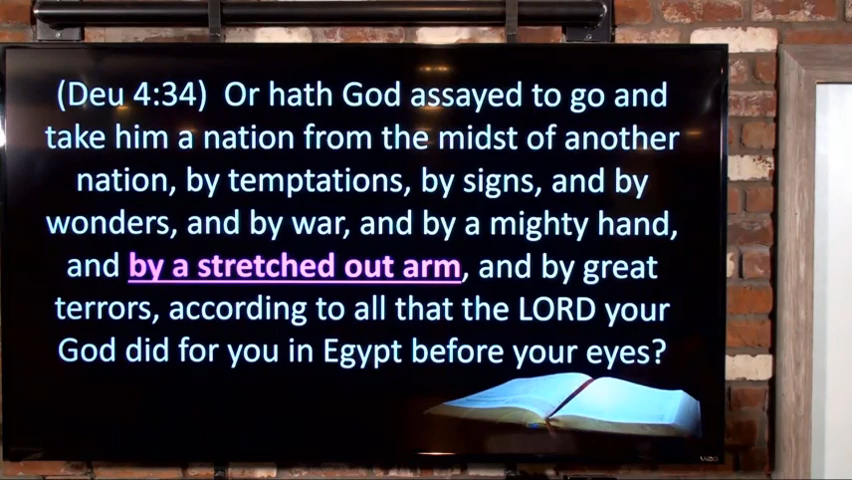 (Deu 4:34) Or hath God assayed to go and
take him a nation from the midst of another
nation, by temptations, by signs, and by
wonders, and by war, and by a mighty hand,
and by a stretched out arm, and by great
terrors, according to all that the LORD your
God did for you in Egypt before your eyes?